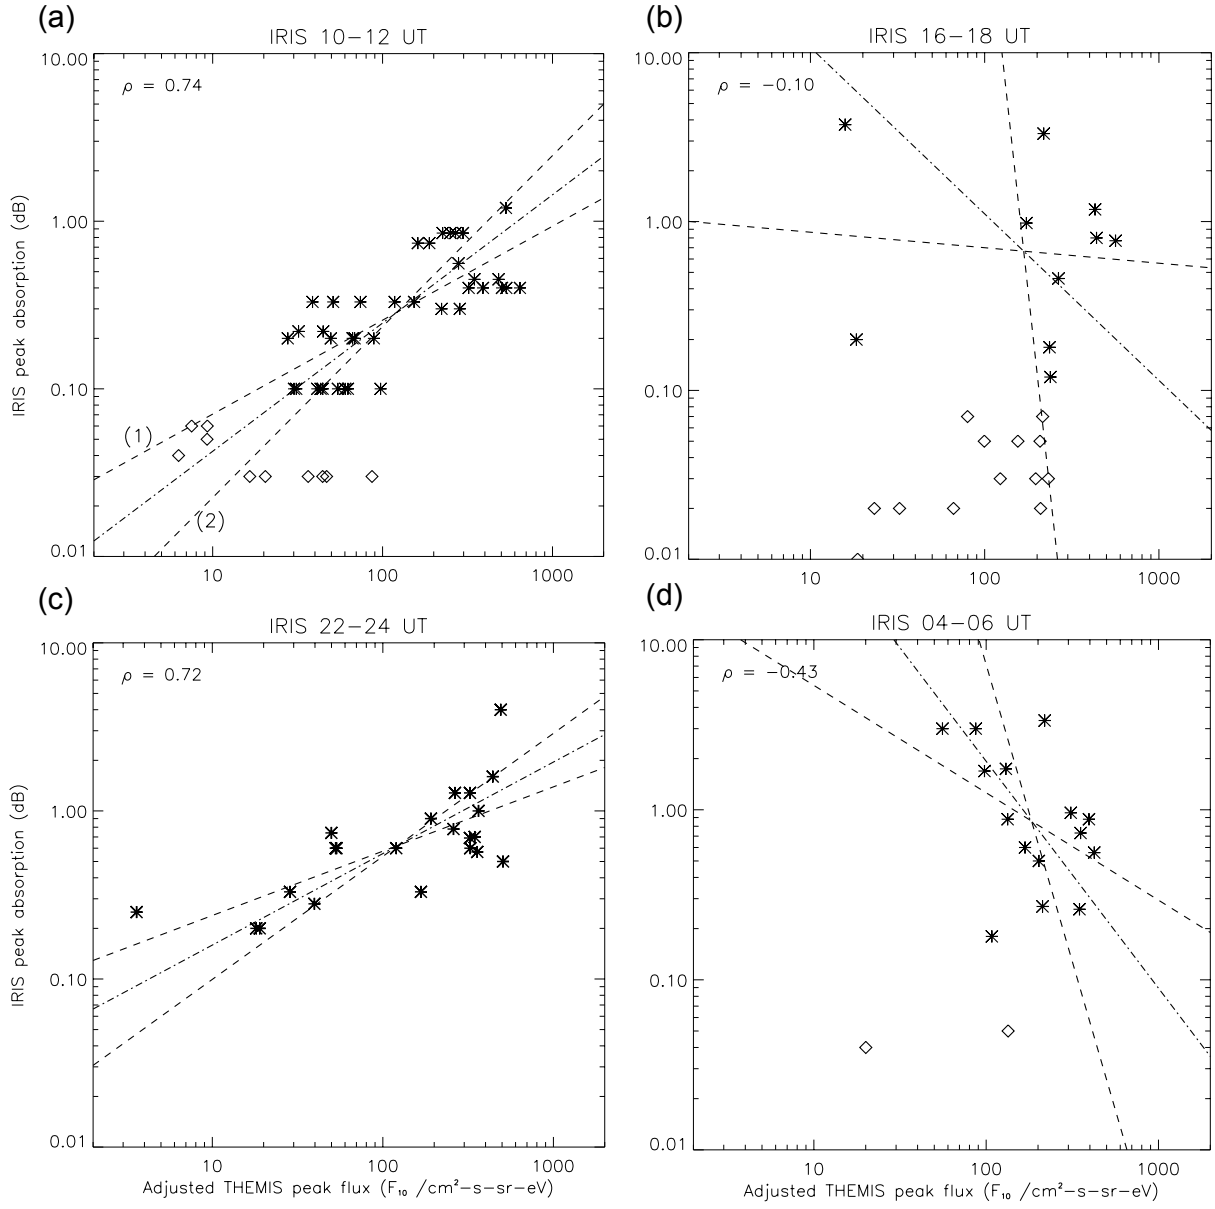 (a)
IRIS 10−12 UT
ρ = 0.74
10.00
1.00
0.10
0.01
10
100
1000
IRIS peak absorption (dB)
(1)
(2)
(b)
IRIS 16−18 UT
ρ = −0.10
10.00
1.00
0.10
0.01
10
100
1000
(c)
IRIS 22−24 UT
ρ = 0.72
10.00
1.00
0.10
0.01
10
100
1000
IRIS peak absorption (dB)
Adjusted THEMIS peak flux (F₁₀ /cm²−s−sr−eV)
(d)
IRIS 04−06 UT
ρ = −0.43
10.00
1.00
0.10
0.01
10
100
1000
Adjusted THEMIS peak flux (F₁₀ /cm²−s−sr−eV)